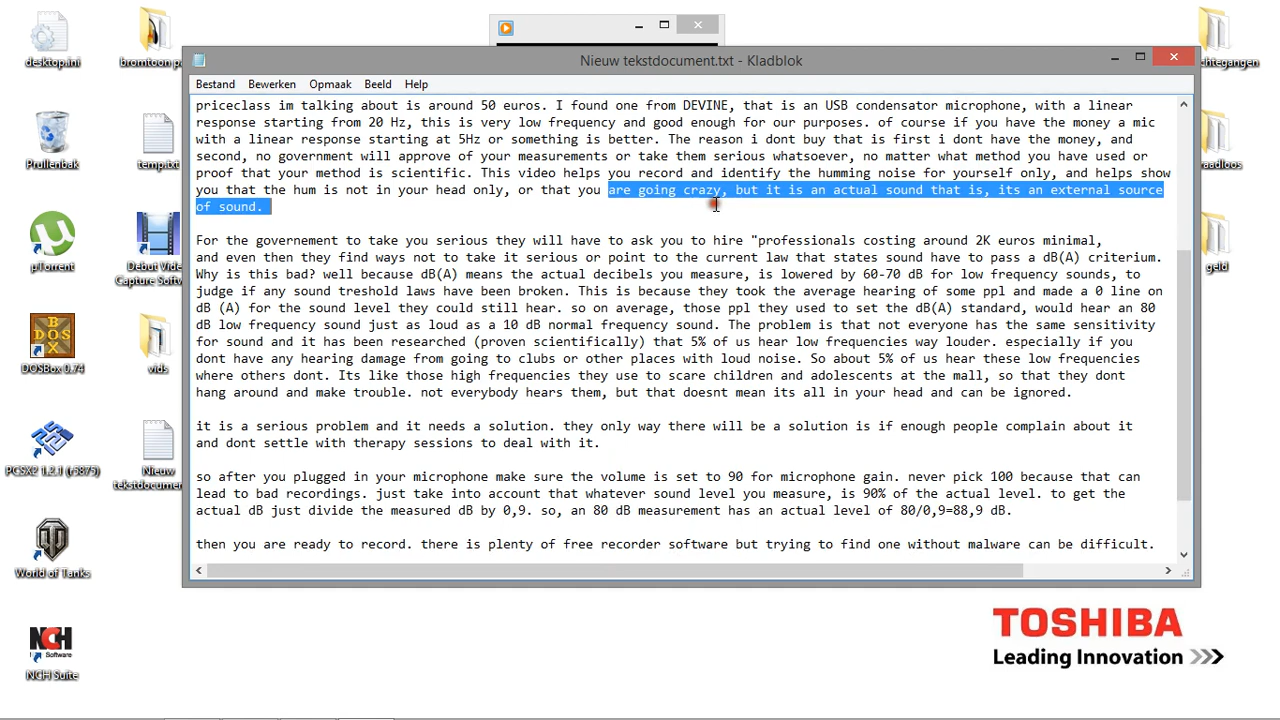 desktop.ini
bromtoon p
Prullenbak
temp.txt
µTorrent
Debut Vide
Capture Softw
DOSBox 0.74
vids
PCSX2 1.2.1 (r5875)
Nieuw
tekstdocumen
World of Tanks
NCH Software
NCH Suite
Nieuw tekstdocument.txt - Kladblok
Bestand Bewerken Opmaak Beeld Help
priceclass im talking about is around 50 euros. I found one from DEVINE, that is an USB condensator microphone, with a linear
response starting from 20 Hz, this is very low frequency and good enough for our purposes. of course if you have the money a mic
with a linear response starting at 5Hz or something is better. The reason i dont buy that is first i dont have the money, and
second, no government will approve of your measurements or take them serious whatsoever, no matter what method you have used or
proof that your method is scientific. This video helps you record and identify the humming noise for yourself only, and helps show
you that the hum is not in your head only, or that you are going crazy, but it is an actual sound that is, its an external source
of sound.
For the governement to take you serious they will have to ask you to hire "professionals costing around 2K euros minimal,
and even then they find ways not to take it serious or point to the current law that states sound have to pass a dB(A) criterium.
Why is this bad? well because dB(A) means the actual decibels you measure, is lowered by 60-70 dB for low frequency sounds, to
judge if any sound treshold laws have been broken. This is because they took the average hearing of some ppl and made a 0 line on
dB (A) for the sound level they could still hear. so on average, those ppl they used to set the dB(A) standard, would hear an 80
dB low frequency sound just as loud as a 10 dB normal frequency sound. The problem is that not everyone has the same sensitivity
for sound and it has been researched (proven scientifically) that 5% of us hear low frequencies way louder. especially if you
dont have any hearing damage from going to clubs or other places with loud noise. So about 5% of us hear these low frequencies
where others dont. Its like those high frequencies they use to scare children and adolescents at the mall, so that they dont
hang around and make trouble. not everybody hears them, but that doesnt mean its all in your head and can be ignored.
it is a serious problem and it needs a solution. they only way there will be a solution is if enough people complain about it
and dont settle with therapy sessions to deal with it.
so after you plugged in your microphone make sure the volume is set to 90 for microphone gain. never pick 100 because that can
lead to bad recordings. just take into account that whatever sound level you measure, is 90% of the actual level. to get the
actual dB just divide the measured dB by 0,9. so, an 80 dB measurement has an actual level of 80/0,9=88,9 dB.
then you are ready to record. there is plenty of free recorder software but trying to find one without malware can be difficult.
chtegangen
raadloos
geld
TOSHIBA
Leading Innovation